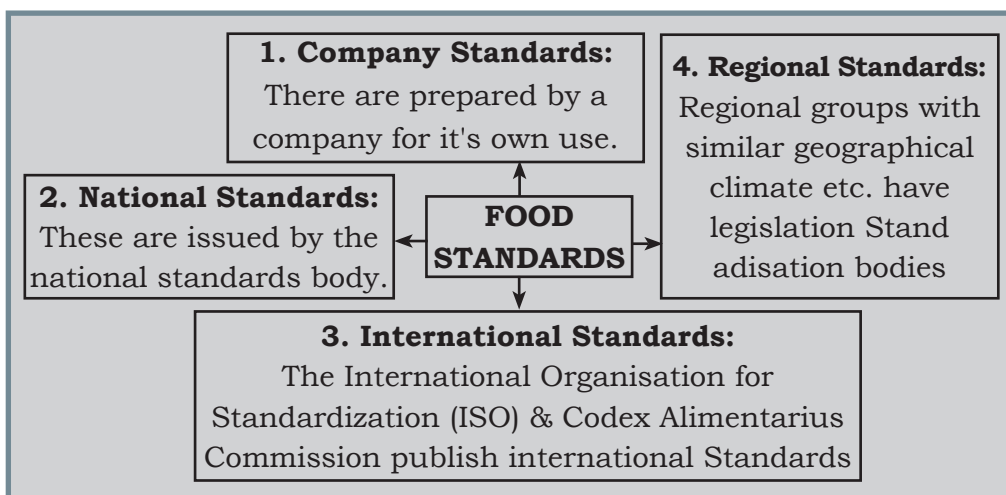 1. Company Standards:
There are prepared by a
company for it's own use.
4. Regional Standards:
Regional groups with
similar geographical
climate etc. have
legislation Stand
adisation bodies
2. National Standards:
These are issued by the
national standards body.
FOOD
STANDARDS
3. International Standards:
The International Organisation for
Standardization (ISO) & Codex Alimentarius
Commission publish international Standards